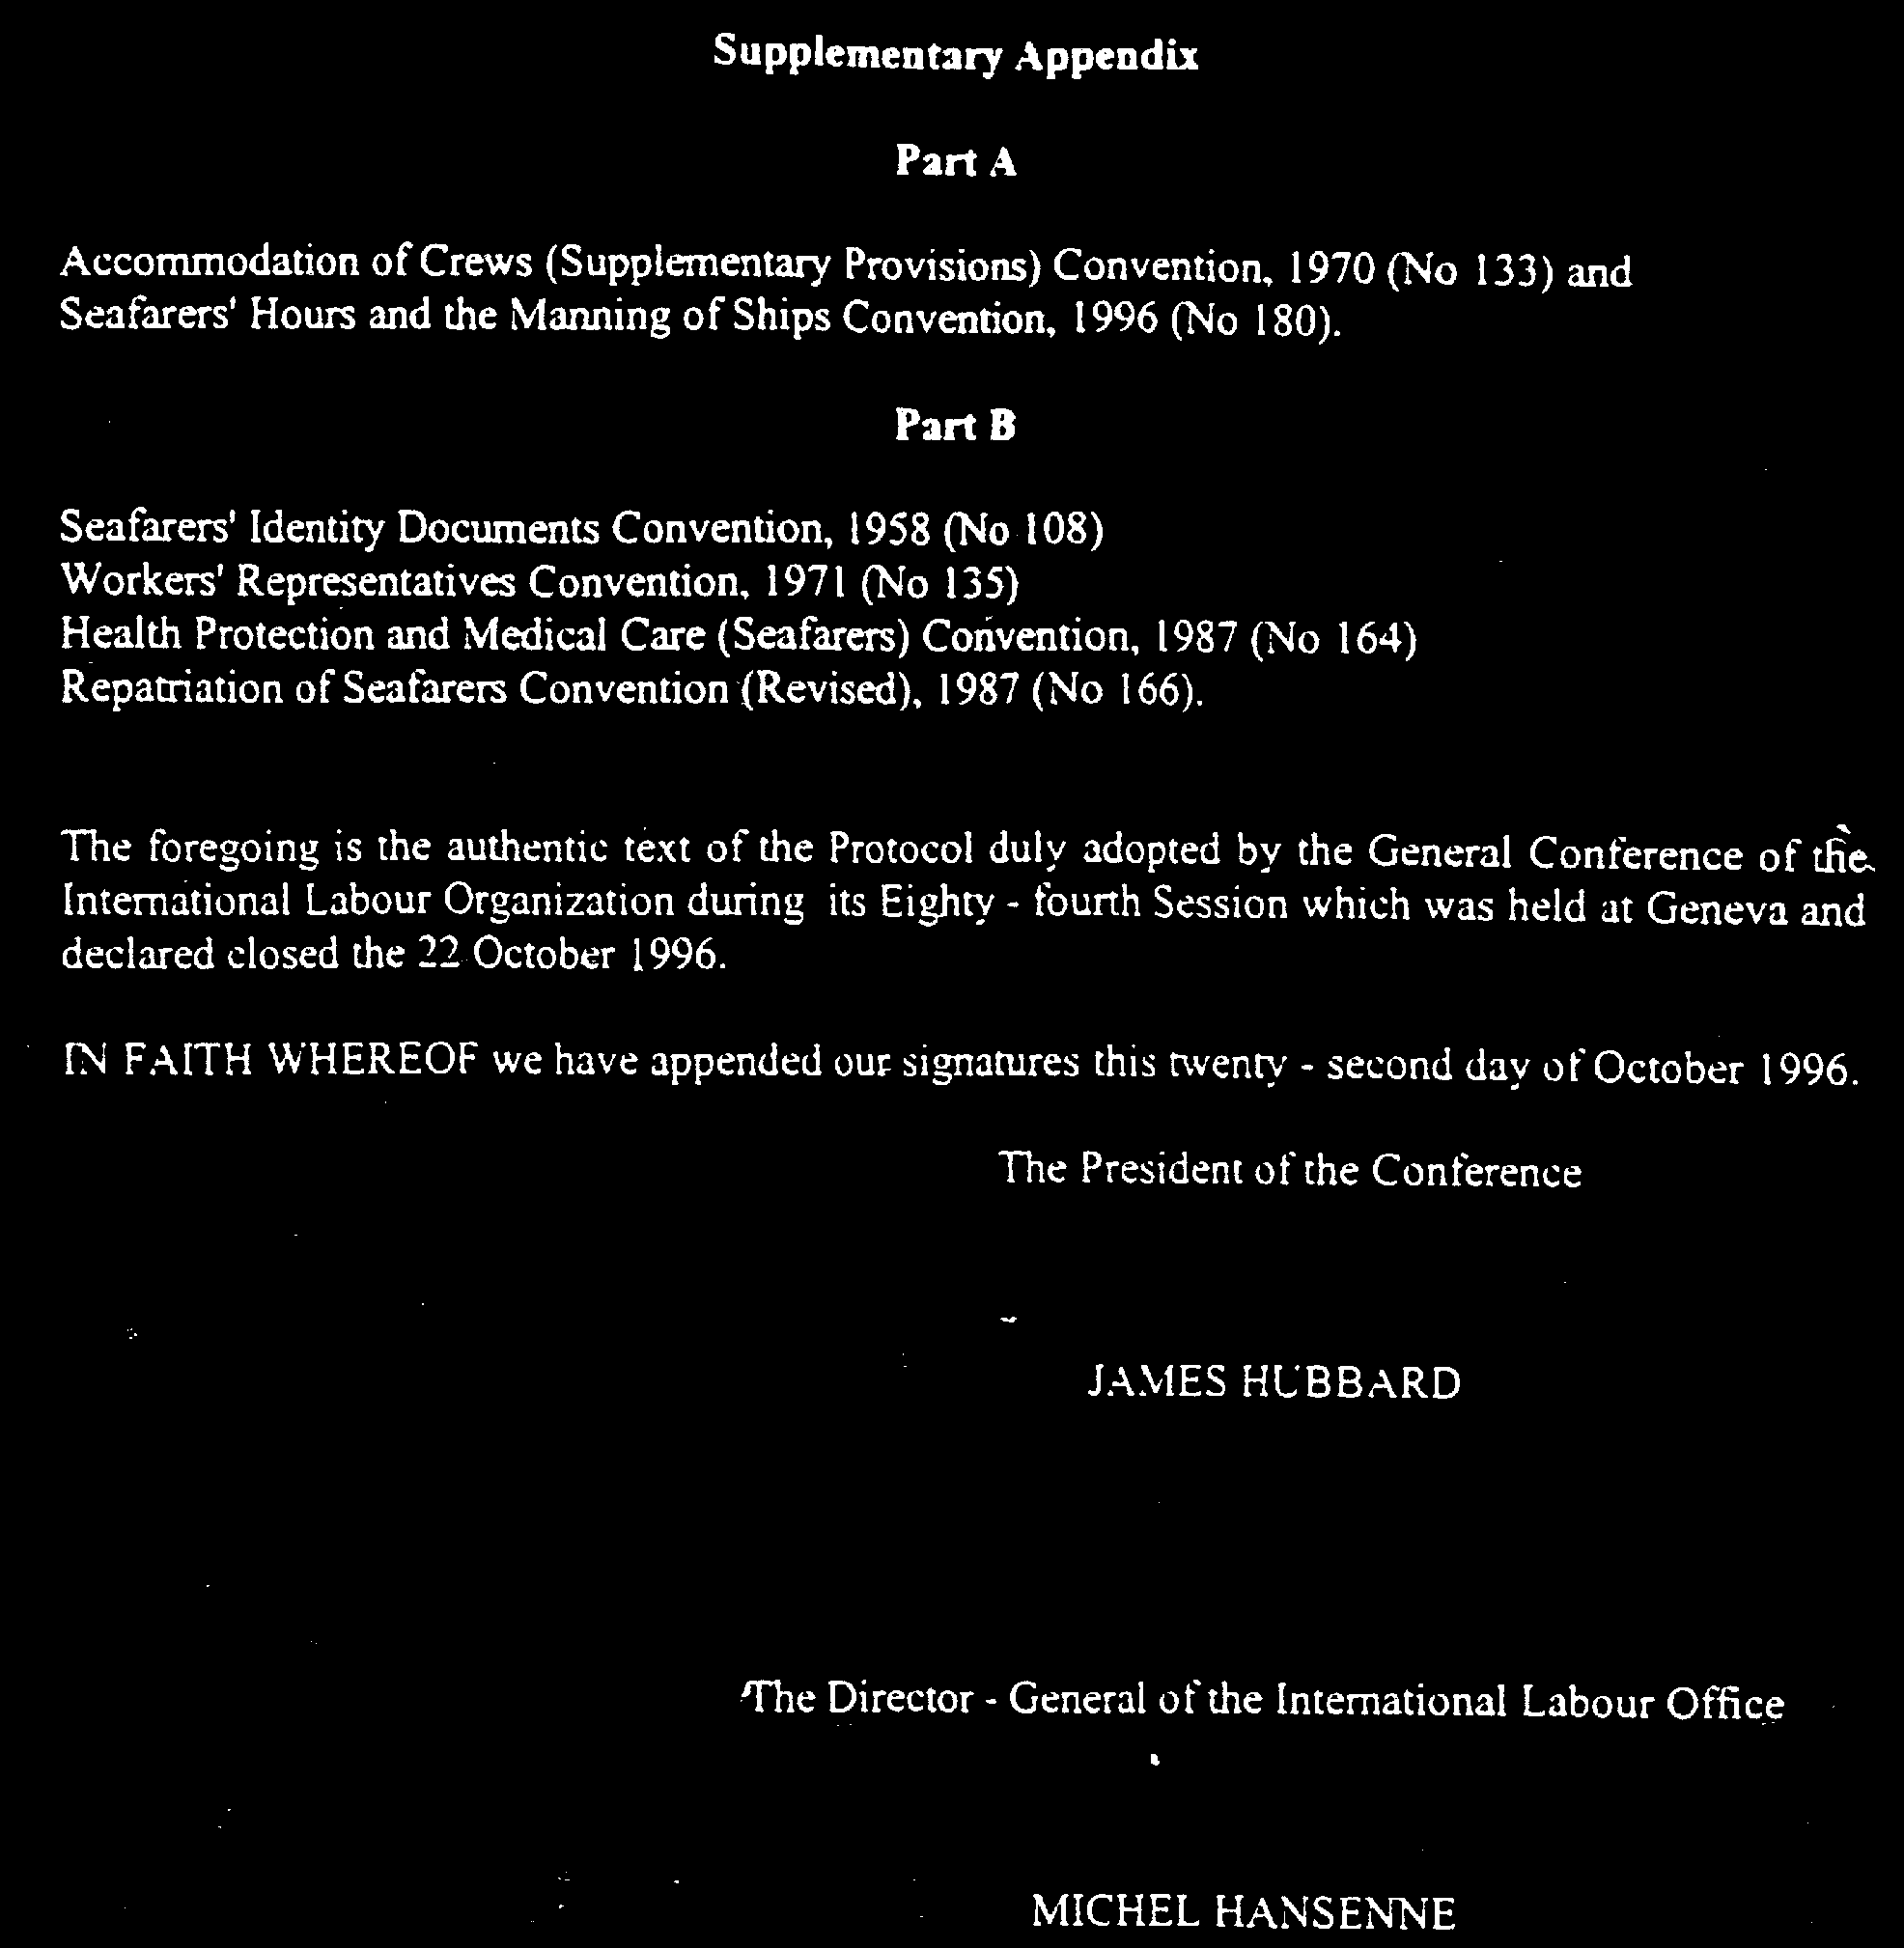 Supplementary Appendix
Part A
Accommodation of Crews (Supplementary Provisions) Convention, 1970 (No 133) and
Seafarers' Hours and the Manning of Ships Convention, 1996 (No 180).
Part B
Seafarers' Identity Documents Convention, 1958 (No 108)
Workers' Representatives Convention, 1971 (No 135)
Health Protection and Medical Care (Seafarers) Convention, 1987 (No 164)
Repatriation of Seafarers Convention (Revised), 1987 (No 166).
The foregoing is the authentic text of the Protocol duly adopted by the General Conference of the
International Labour Organization during its Eighty - fourth Session which was held at Geneva and
declared closed the 22 October 1996.
IN FAITH WHEREOF we have appended our signatures this twenty - second day of October 1996.
The President of the Conference
JAMES HUBBARD
The Director - General of the International Labour Office
MICHEL HANSENNE